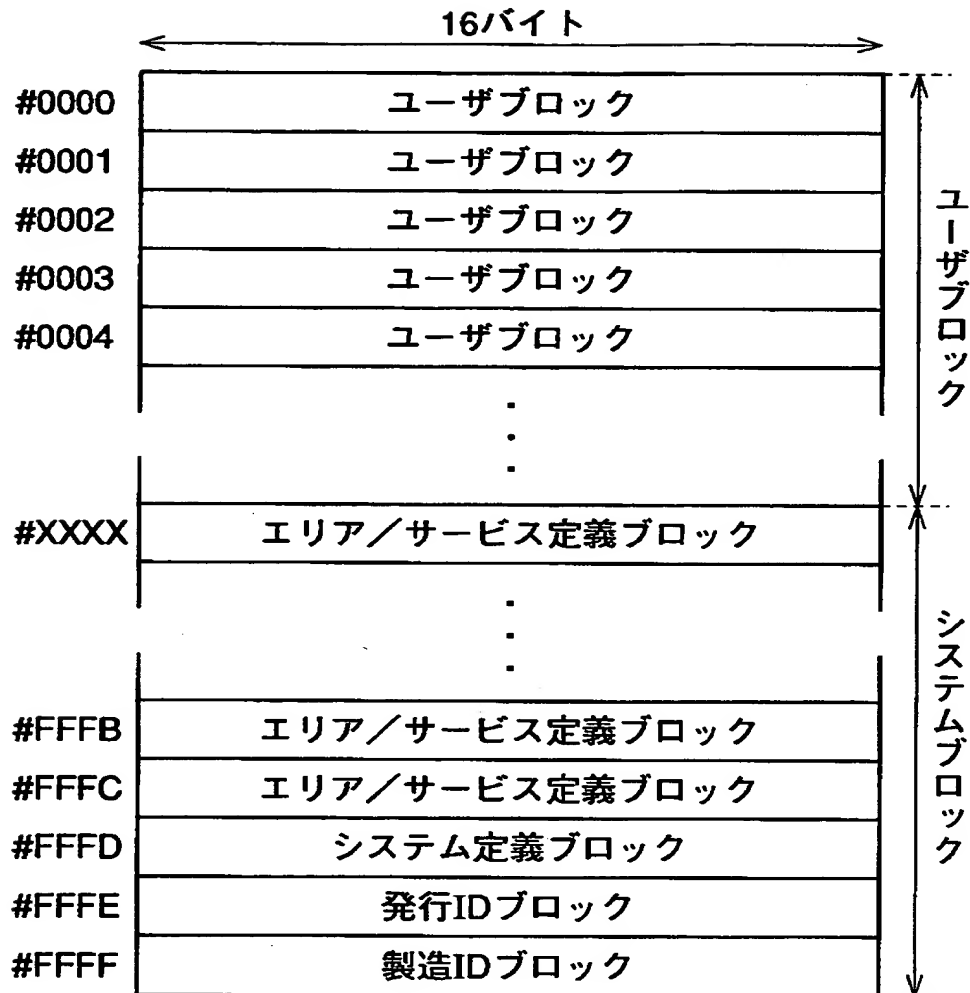 16バイト
#0000 ユーザブロック
#0001 ユーザブロック
#0002 ユーザブロック
#0003 ユーザブロック
#0004 ユーザブロック
ユーザブロック
#XXXX エリア／サービス定義ブロック
システムブロック
#FFFB エリア／サービス定義ブロック
#FFFC エリア／サービス定義ブロック
#FFFD システム定義ブロック
#FFFE 発行IDブロック
#FFFF 製造IDブロック